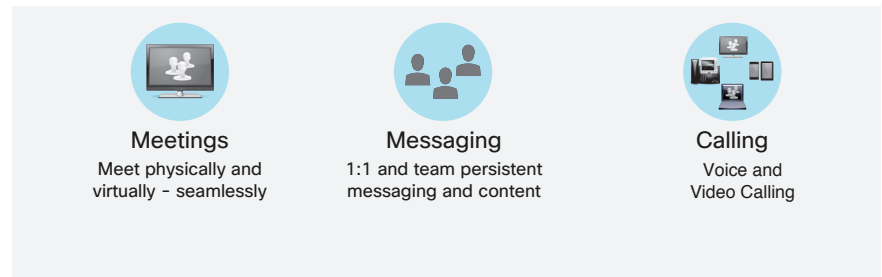 Meetings
Meet physically and
virtually - seamlessly
Messaging
1:1 and team persistent
messaging and content
Calling
Voice and
Video Calling